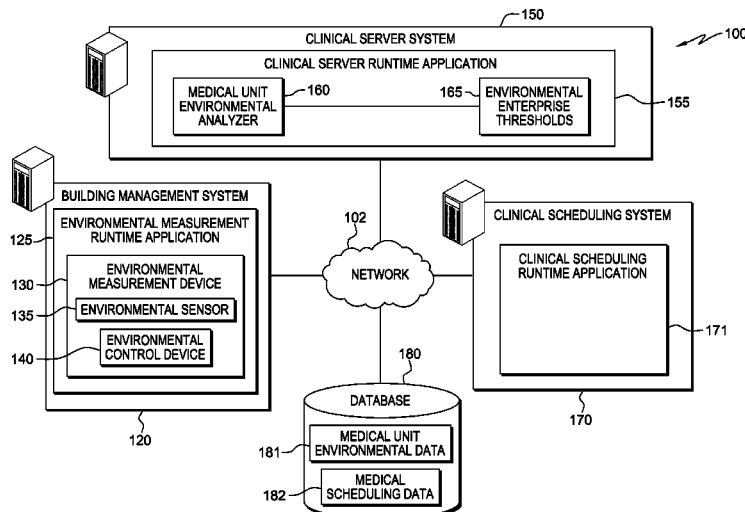 150
100
CLINICAL SERVER SYSTEM
CLINICAL SERVER RUNTIME APPLICATION
MEDICAL UNIT
ENVIRONMENTAL
ANALYZER
160
165
ENVIRONMENTAL
ENTERPRISE
THRESHOLDS
155
BUILDING MANAGEMENT SYSTEM
125
ENVIRONMENTAL MEASUREMENT
RUNTIME APPLICATION
130
ENVIRONMENTAL
MEASUREMENT DEVICE
135
ENVIRONMENTAL SENSOR
140
ENVIRONMENTAL
CONTROL DEVICE
120
102
NETWORK
CLINICAL SCHEDULING SYSTEM
CLINICAL SCHEDULING
RUNTIME APPLICATION
171
170
180
DATABASE
181
MEDICAL UNIT
ENVIRONMENTAL DATA
182
MEDICAL
SCHEDULING DATA